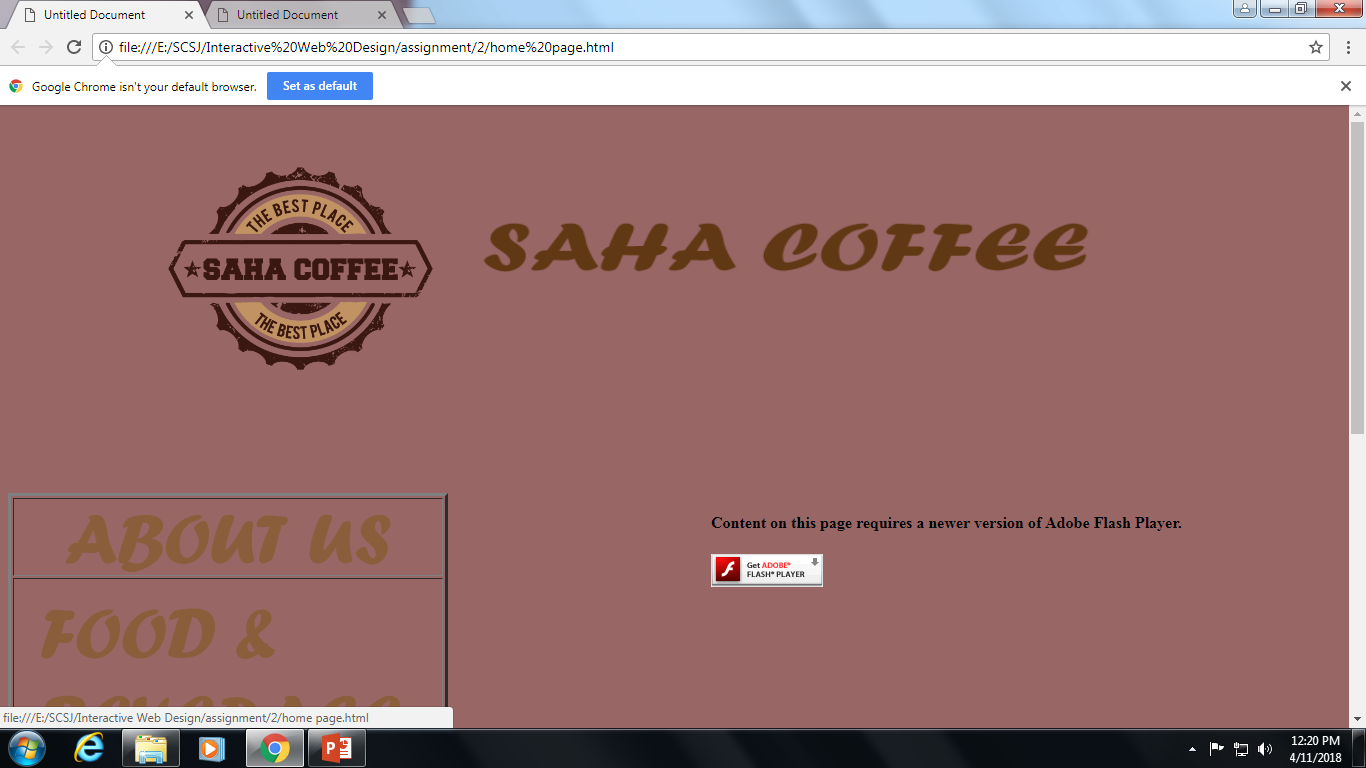 Untitled Document
Untitled Document
file:///E:/SCSJ/Interactive%20Web%20Design/assignment/2/home%20page.html
Google Chrome isn't your default browser.
Set as default
THE BEST PLACE
SAHA COFFEE
THE BEST PLACE
SAHA COFFEE
ABOUT US
Content on this page requires a newer version of Adobe Flash Player.
Get ADOBE®
FLASH® PLAYER
FOOD &
BEVERAGE
file:///E:/SCSJ/Interactive Web Design/assignment/2/home page.html
12:20 PM
4/11/2018